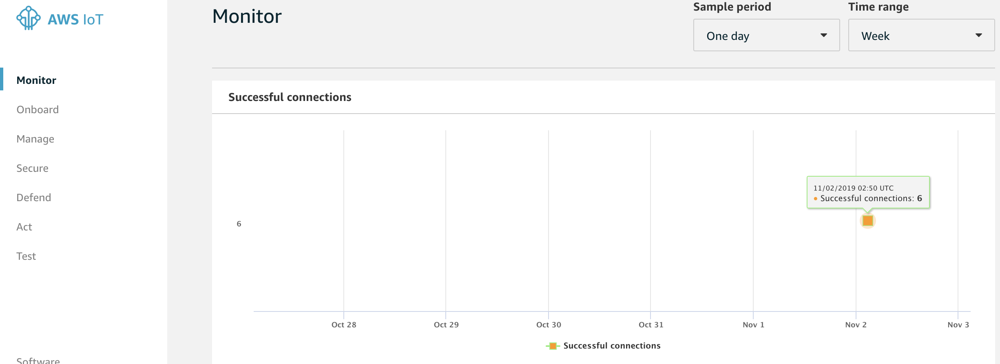 AWS IoT
Monitor
Onboard
Manage
Secure
Defend
Act
Test
Software
Monitor
Sample period
One day
Time range
Week
Successful connections
11/02/2019 02:50 UTC
Successful connections: 6
6
Oct 28
Oct 29
Oct 30
Oct 31
Nov 1
Nov 2
Nov 3
Successful connections